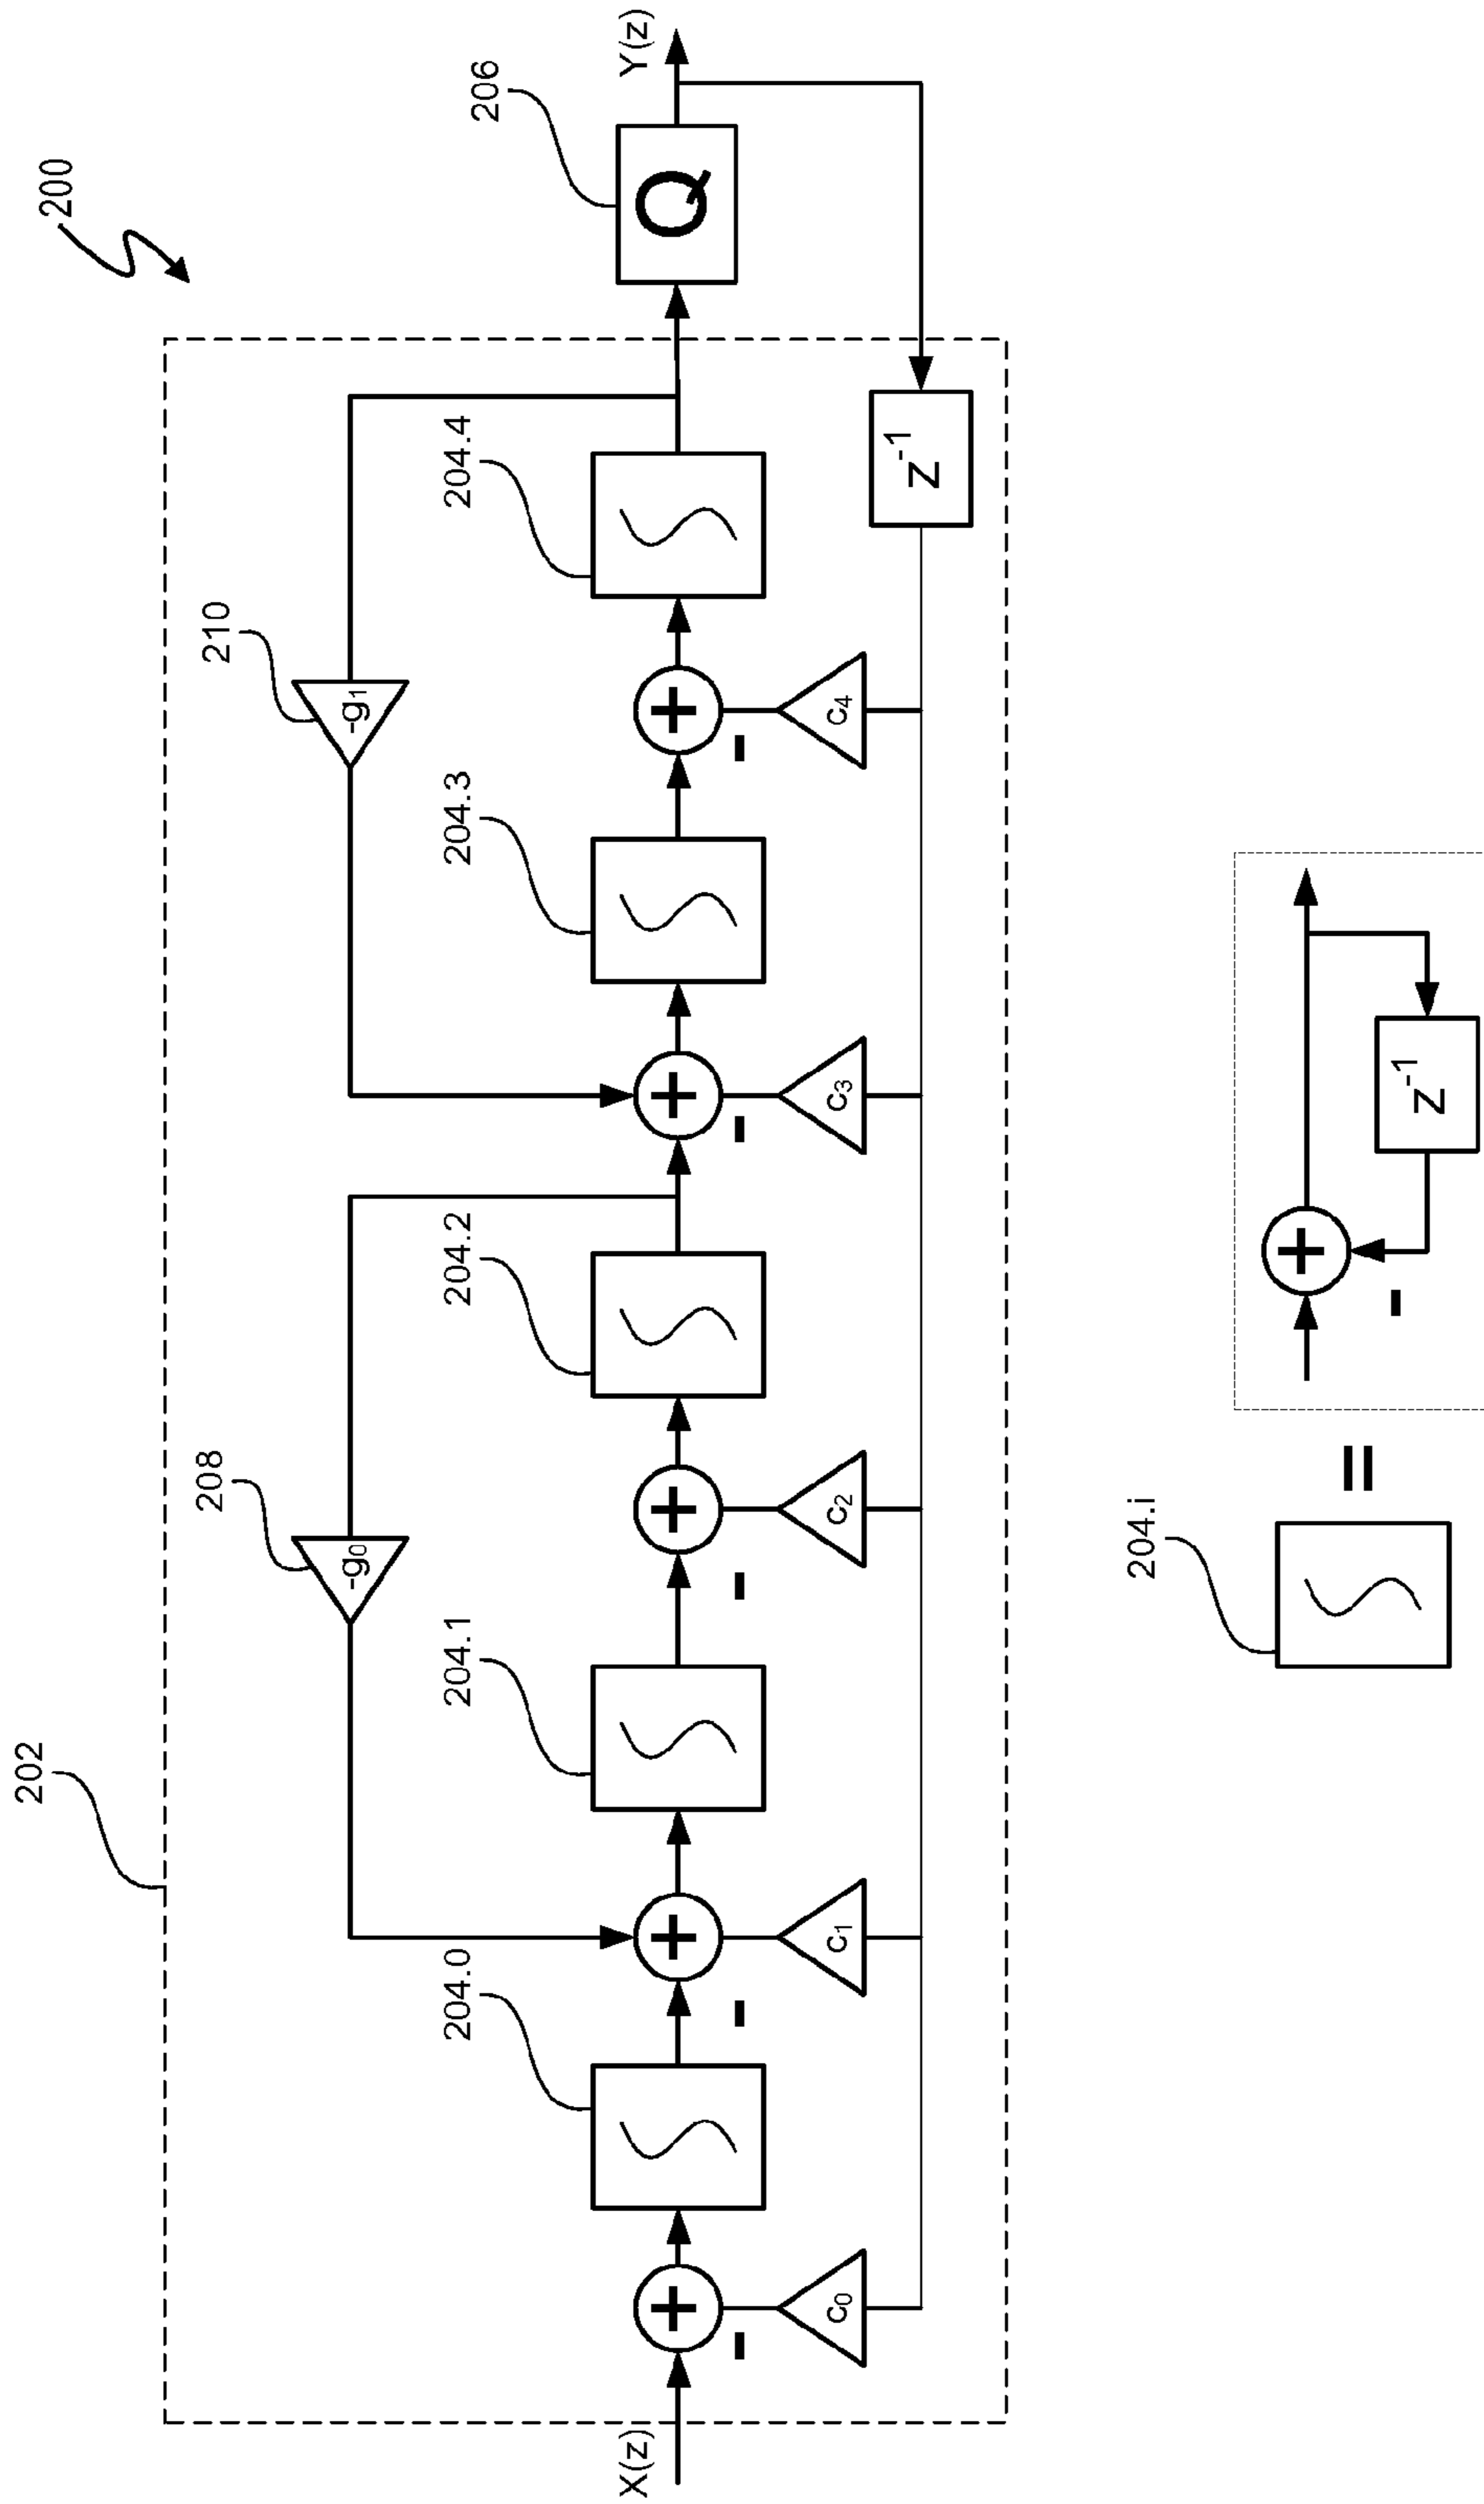 200
202
208
210
204.0
204.1
204.2
204.3
204.4
206
-g₀
-g₁
X(z)
+
+
+
+
+
Q
Y(z)
-
-
-
-
-
c₀
c₁
c₂
c₃
c₄
z⁻¹
204.i
=
+
-
z⁻¹